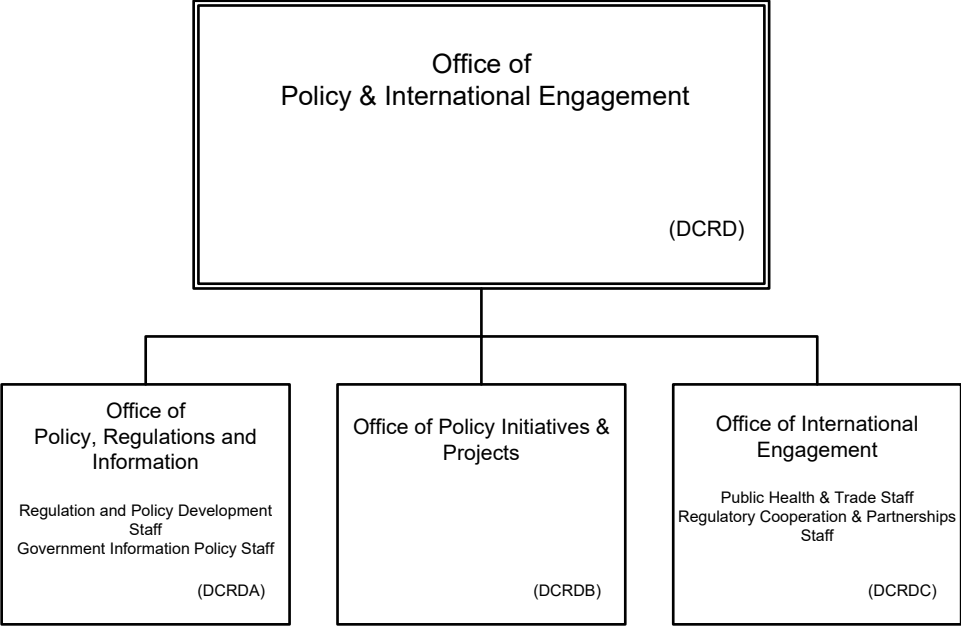 Office of
Policy & International Engagement
(DCRD)
Office of
Policy, Regulations and
Information
Regulation and Policy Development
Staff
Government Information Policy Staff
(DCRDA)
Office of Policy Initiatives &
Projects
(DCRDB)
Office of International
Engagement
Public Health & Trade Staff
Regulatory Cooperation & Partnerships
Staff
(DCRDC)